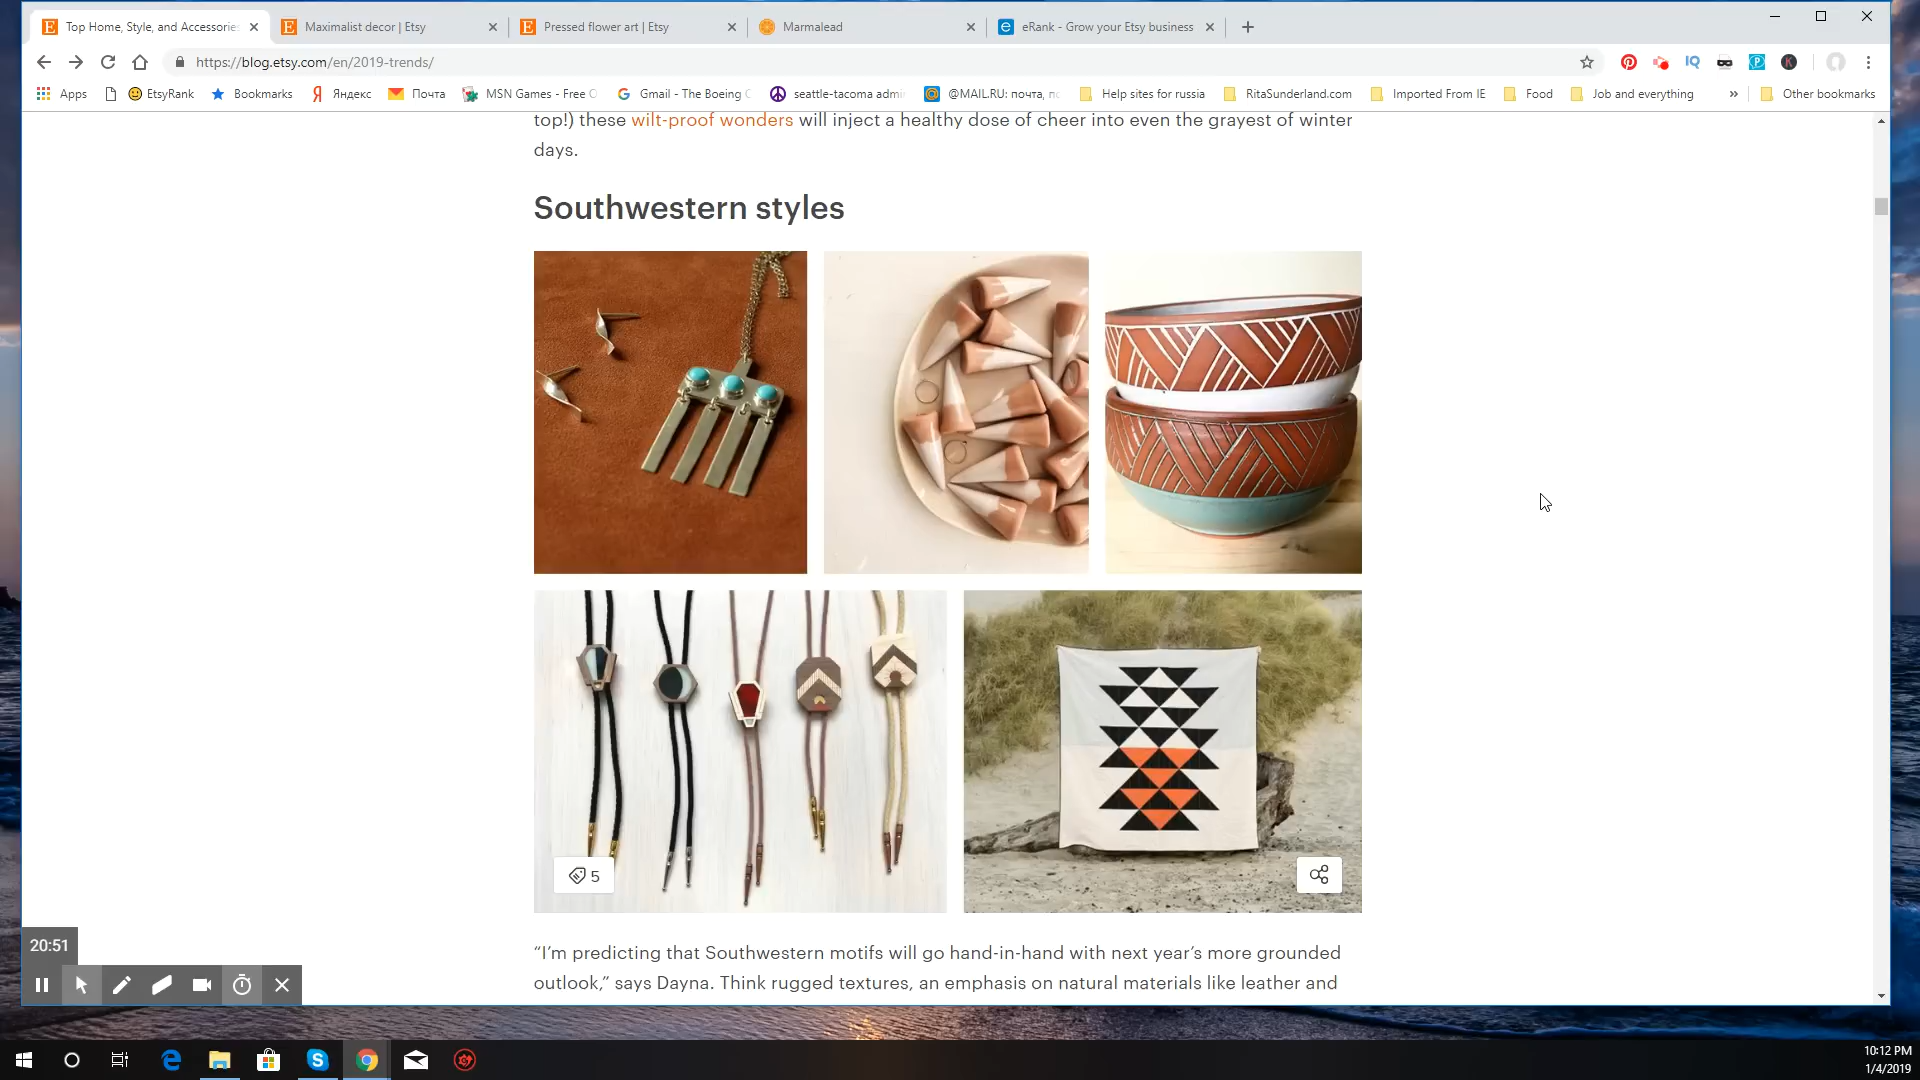 Top Home, Style, and Accessorie
Maximalist decor | Etsy
Pressed flower art | Etsy
Marmalead
eRank - Grow your Etsy business
https://blog.etsy.com/en/2019-trends/
Apps
EtsyRank
Bookmarks
Яндекс
Почта
MSN Games - Free O
Gmail - The Boeing C
seattle-tacoma admi
@MAIL.RU: почта, по
Help sites for russia
RitaSunderland.com
Imported From IE
Food
Job and everything
»
Other bookmarks
top!) these wilt-proof wonders will inject a healthy dose of cheer into even the grayest of winter
days.
Southwestern styles
5
“I’m predicting that Southwestern motifs will go hand-in-hand with next year’s more grounded
outlook,” says Dayna. Think rugged textures, an emphasis on natural materials like leather and
20:51
10:12 PM
1/4/2019